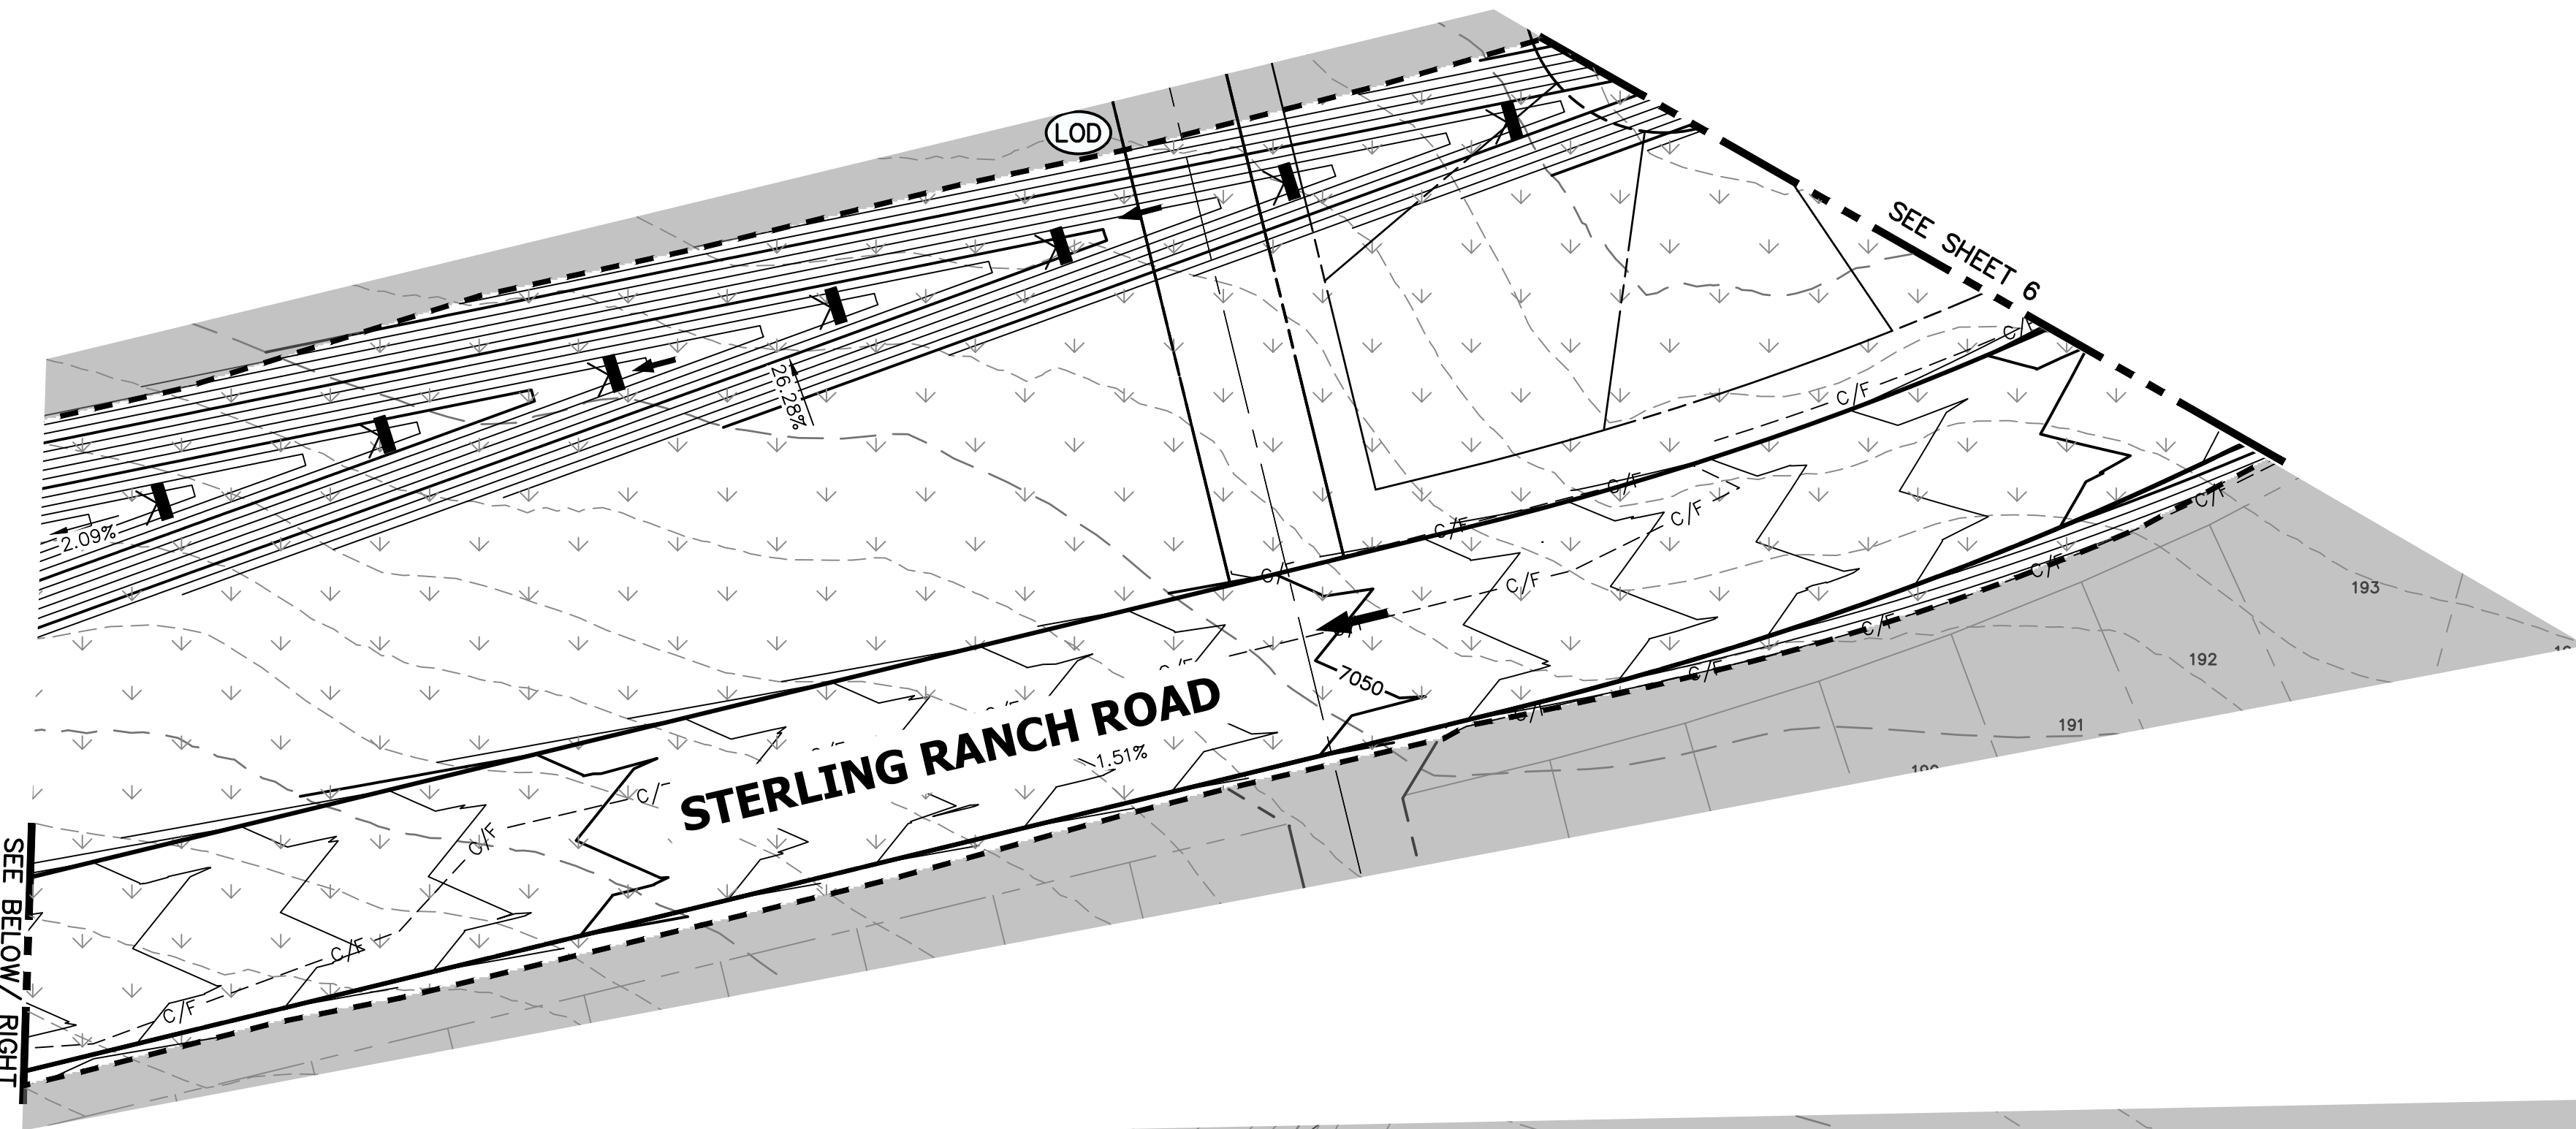 LOD
SEE SHEET 6
C/F
C/F
26.28%
C/F
C/F
C/F
C/F
2.09%
C/F
C/F
C/F
193
C/F
192
C/F
7050
C/F
191
STERLING RANCH ROAD
1.51%
C/F
C/F
C/F
SEE BELOW/ RIGHT